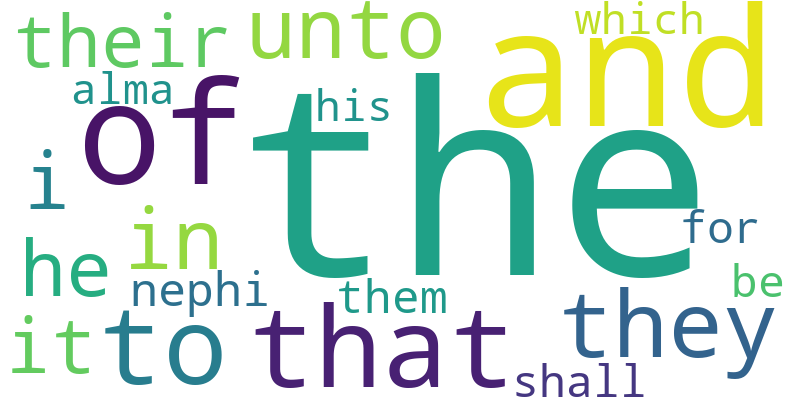 their unto and which
alma of his the
i he in for
nephi them be
it to that they
shall